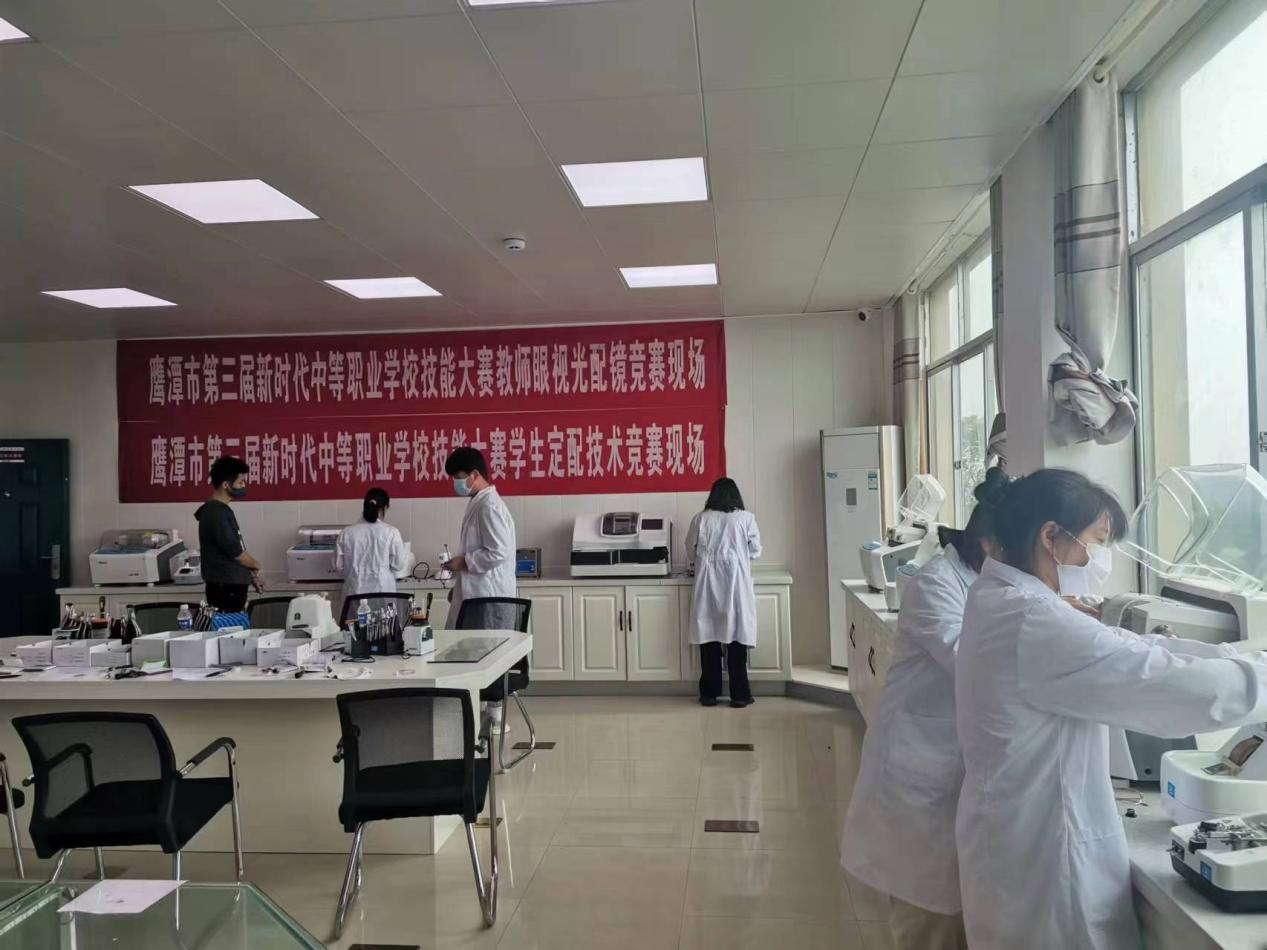 鹰潭市第三届新时代中等职业学校技能大赛教师眼视光配镜竞赛现场
鹰潭市第二届新时代中等职业学校技能大赛学生定配技术竞赛现场